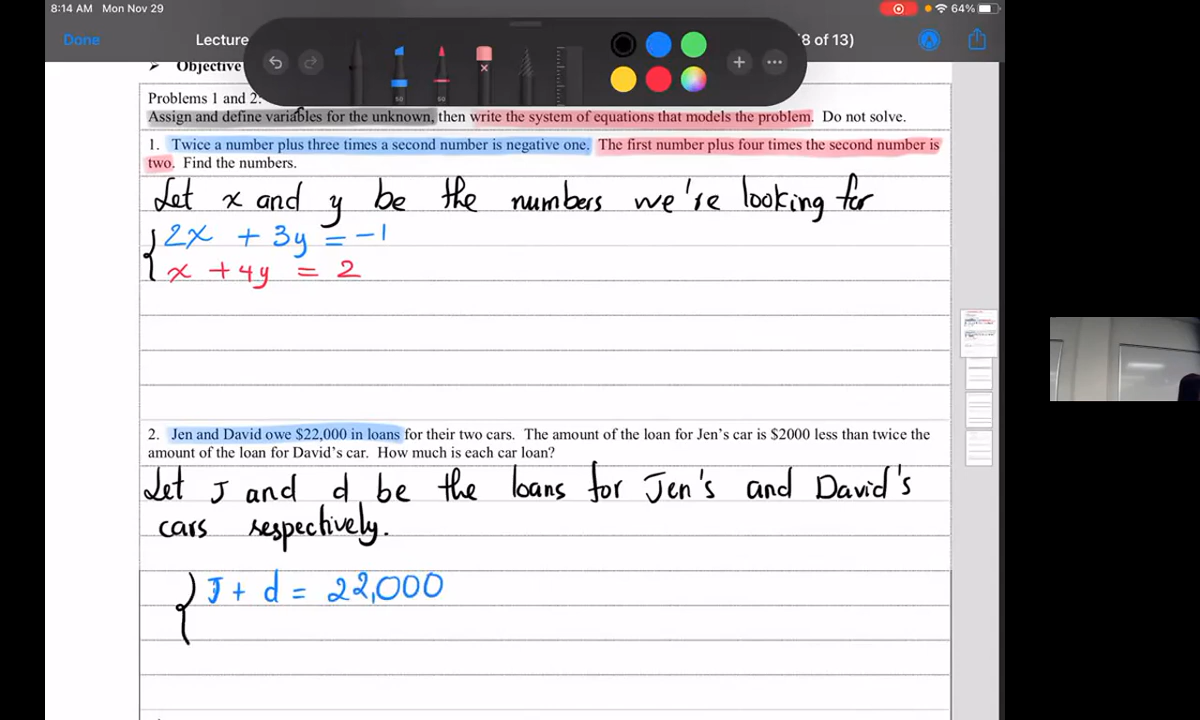 8:14 AM Mon Nov 29
64%
Done
Lecture
(8 of 13)
➤ Objective
Problems 1 and 2:
Assign and define variables for the unknown, then write the system of equations that models the problem. Do not solve.
1. Twice a number plus three times a second number is negative one. The first number plus four times the second number is
two. Find the numbers.
Let x and y be the numbers we're looking for
2x + 3y = -1
x + 4y = 2
2. Jen and David owe $22,000 in loans for their two cars. The amount of the loan for Jen's car is $2000 less than twice the
amount of the loan for David's car. How much is each car loan?
Let J and d be the loans for Jen's and David's
cars respectively.
J + d = 22,000